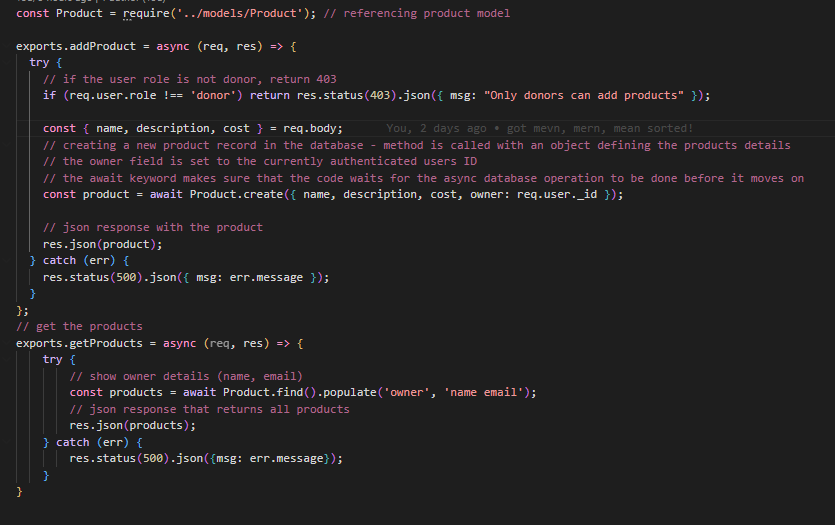 const Product = require('../models/Product'); // referencing product model
exports.addProduct = async (req, res) => {
try {
// if the user role is not donor, return 403
if (req.user.role !== 'donor') return res.status(403).json({ msg: "Only donors can add products" });
const { name, description, cost } = req.body; You, 2 days ago • got mevn, mern, mean sorted!
// creating a new product record in the database - method is called with an object defining the products details
// the owner field is set to the currently authenticated users ID
// the await keyword makes sure that the code waits for the async database operation to be done before it moves on
const product = await Product.create({ name, description, cost, owner: req.user._id });
// json response with the product
res.json(product);
} catch (err) {
res.status(500).json({ msg: err.message });
}
};
// get the products
exports.getProducts = async (req, res) => {
try {
// show owner details (name, email)
const products = await Product.find().populate('owner', 'name email');
// json response that returns all products
res.json(products);
} catch (err) {
res.status(500).json({msg: err.message});
}
}